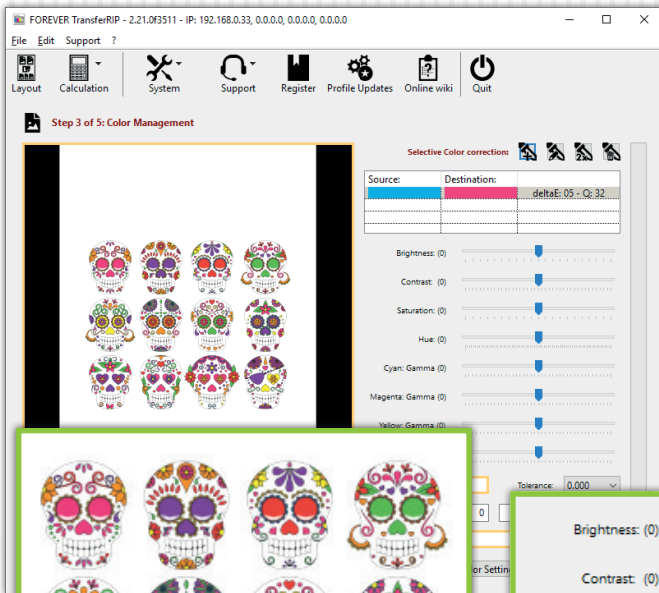 FOREVER TransferRIP - 2.21.0f3511 - IP: 192.168.0.33, 0.0.0.0, 0.0.0.0, 0.0.0.0
File Edit Support ?
Layout Calculation System Support Register Profile Updates Online wiki Quit
Step 3 of 5: Color Management
Selective Color correction: 2x
Source: Destination:
deltaE: 05 - Q: 32
Brightness: (0)
Contrast: (0)
Saturation: (0)
Hue: (0)
Cyan: Gamma (0)
Magenta: Gamma (0)
Yellow: Gamma (0)
Tolerance: 0.000
0
Brightness: (0)
Contrast: (0)